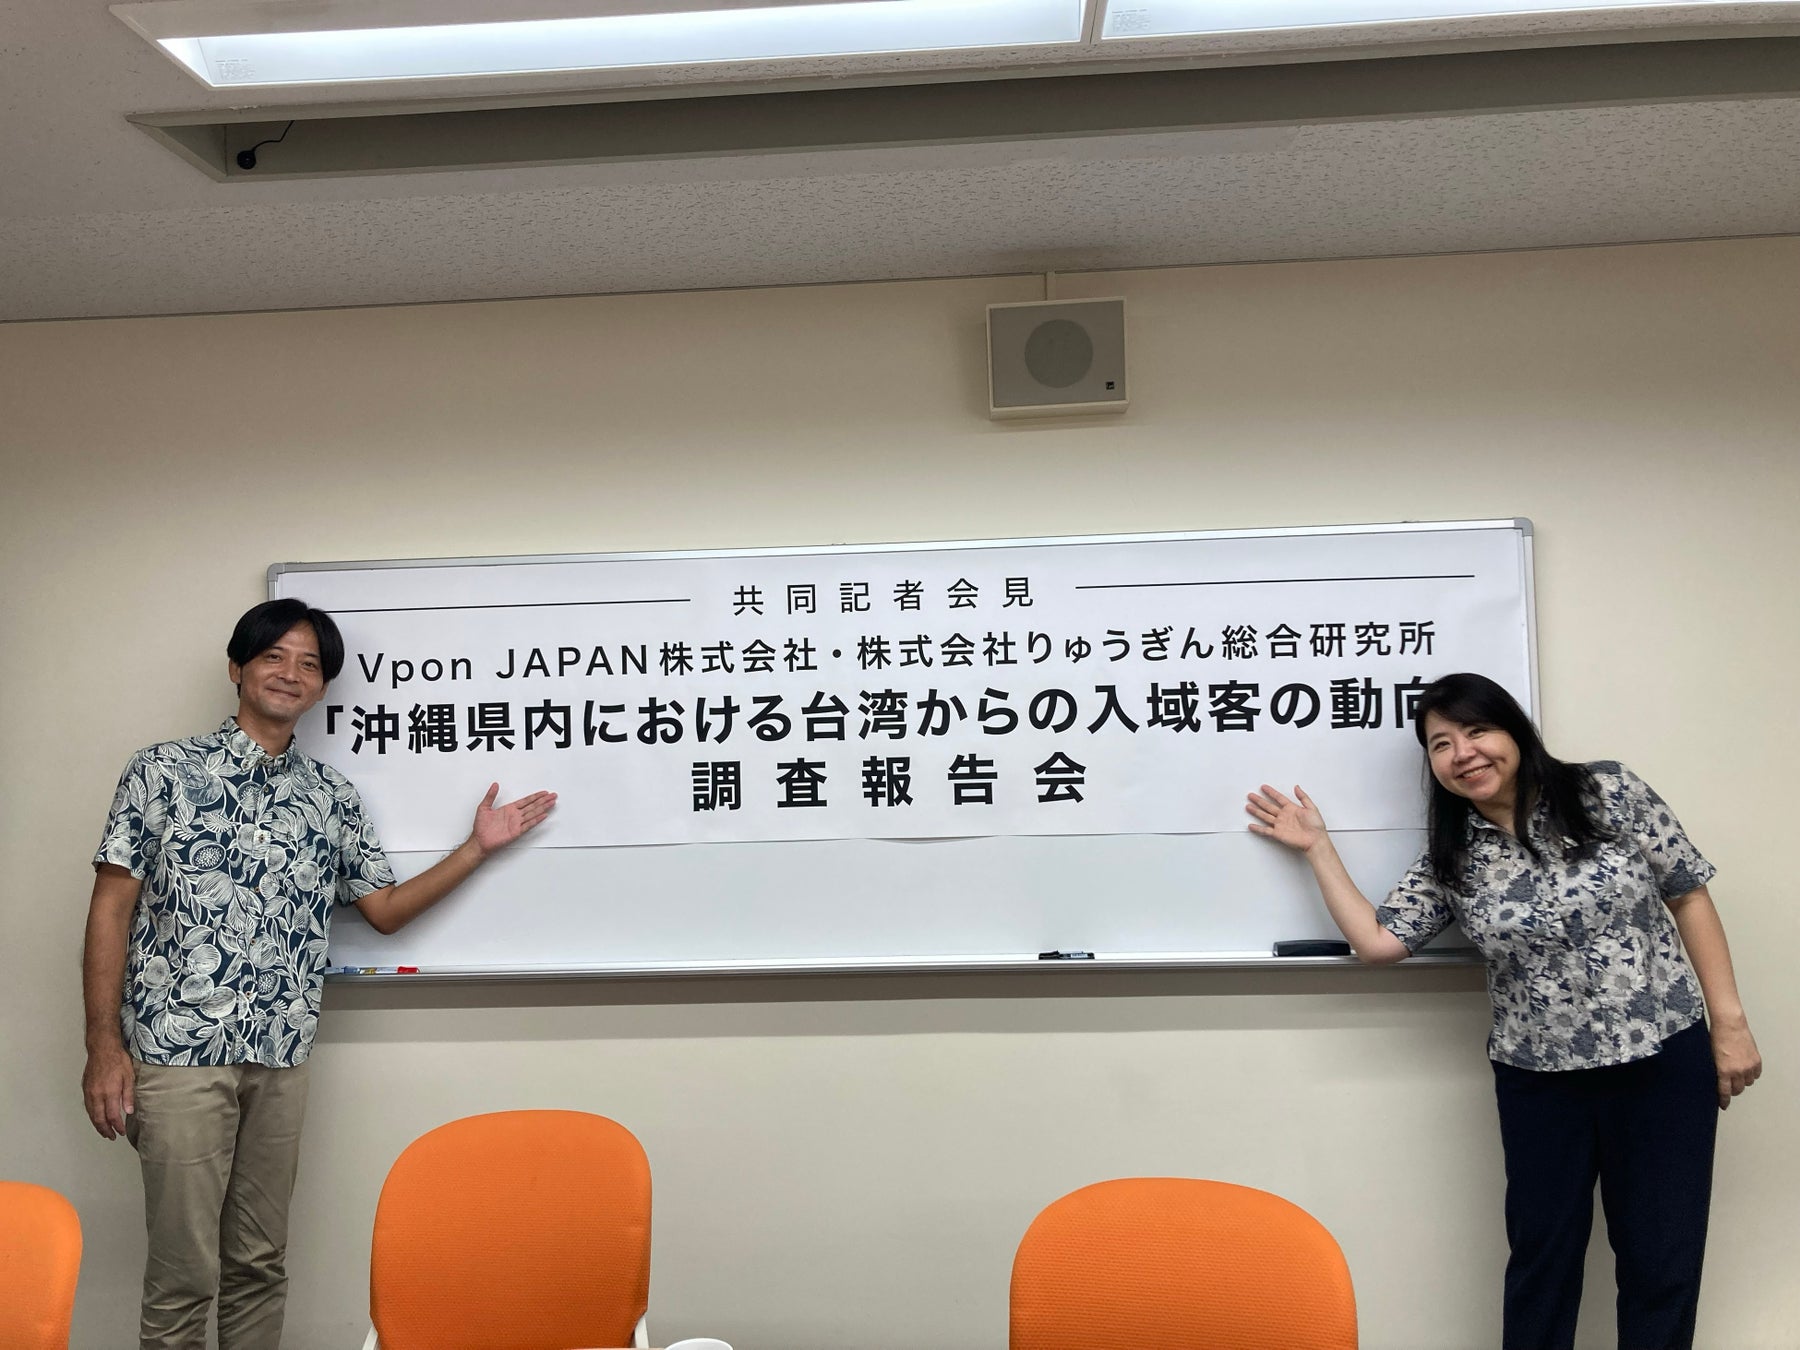 共同記者会見
Vpon JAPAN株式会社・株式会社りゅうぎん総合研究所
「沖縄県内における台湾からの入域客の動向
調査報告会